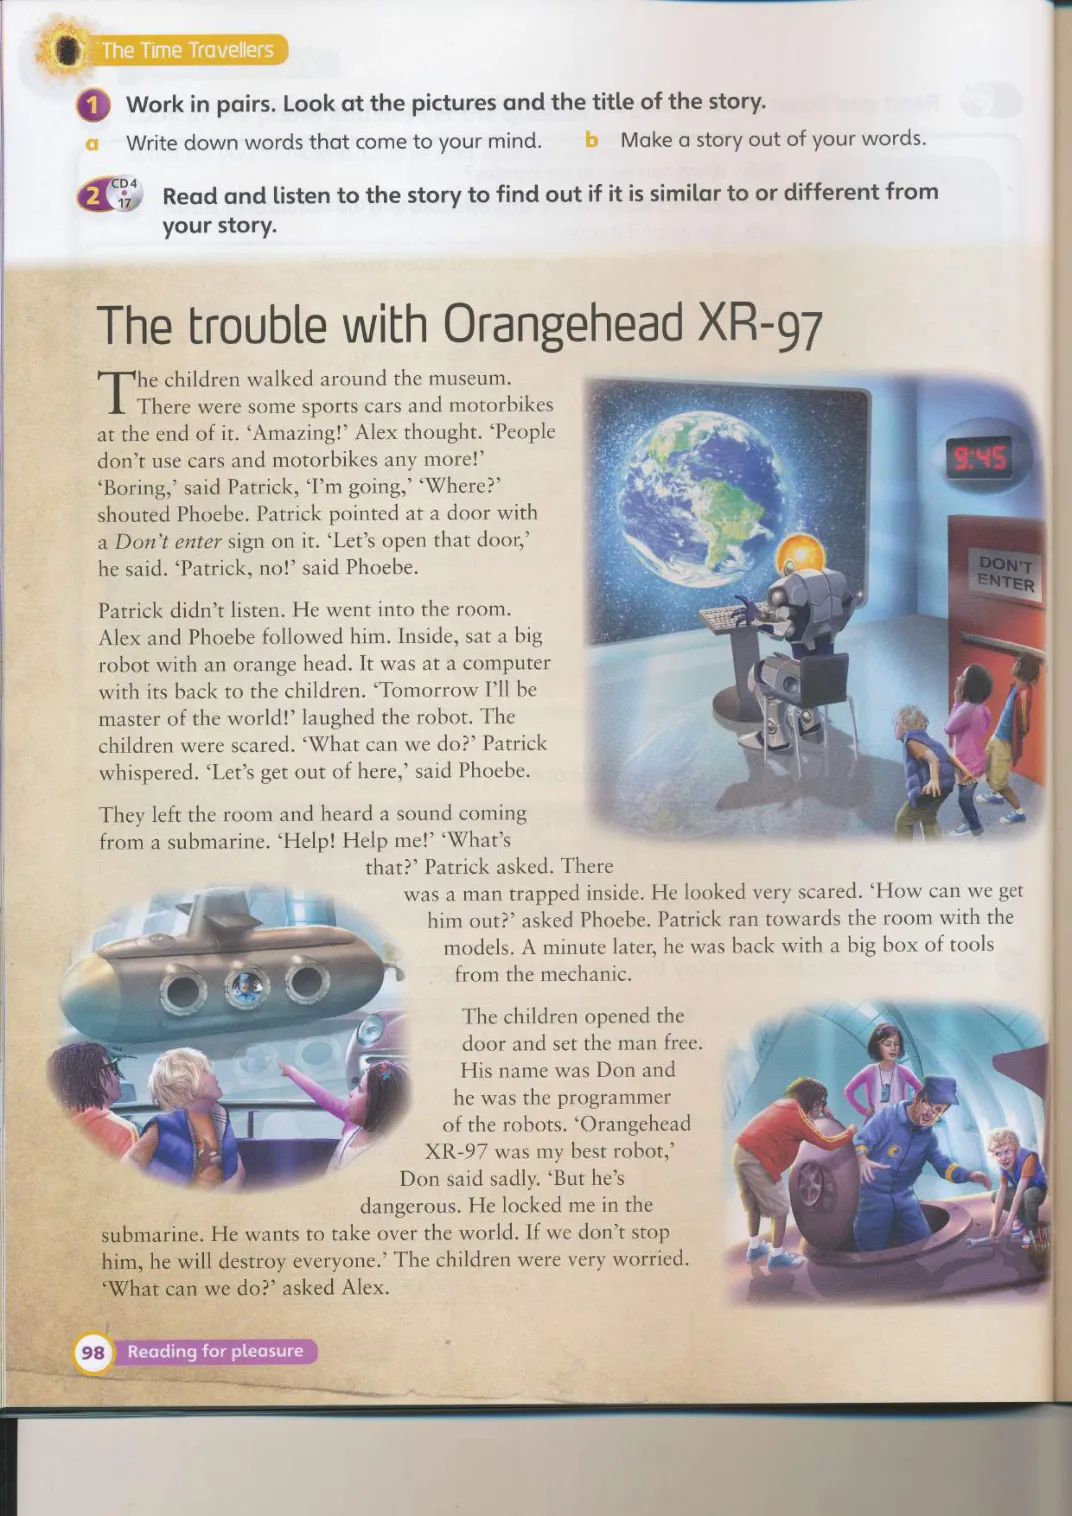 The Time Travellers
1 Work in pairs. Look at the pictures and the title of the story.
a Write down words that come to your mind. b Make a story out of your words.
2 CD4 17 Read and listen to the story to find out if it is similar to or different from
your story.
The trouble with Orangehead XR-97
The children walked around the museum.
There were some sports cars and motorbikes
at the end of it. ‘Amazing!’ Alex thought. ‘People
don’t use cars and motorbikes any more!’
‘Boring,’ said Patrick, ‘I’m going,’ ‘Where?’
shouted Phoebe. Patrick pointed at a door with
a Don’t enter sign on it. ‘Let’s open that door,’
he said. ‘Patrick, no!’ said Phoebe.
Patrick didn’t listen. He went into the room.
Alex and Phoebe followed him. Inside, sat a big
robot with an orange head. It was at a computer
with its back to the children. ‘Tomorrow I’ll be
master of the world!’ laughed the robot. The
children were scared. ‘What can we do?’ Patrick
whispered. ‘Let’s get out of here,’ said Phoebe.
9:45
DON'T
ENTER
They left the room and heard a sound coming
from a submarine. ‘Help! Help me!’ ‘What’s
that?’ Patrick asked. There
was a man trapped inside. He looked very scared. ‘How can we get
him out?’ asked Phoebe. Patrick ran towards the room with the
models. A minute later, he was back with a big box of tools
from the mechanic.
The children opened the
door and set the man free.
His name was Don and
he was the programmer
of the robots. ‘Orangehead
XR-97 was my best robot,’
Don said sadly. ‘But he’s
dangerous. He locked me in the
submarine. He wants to take over the world. If we don’t stop
him, he will destroy everyone.’ The children were very worried.
‘What can we do?’ asked Alex.
98 Reading for pleasure